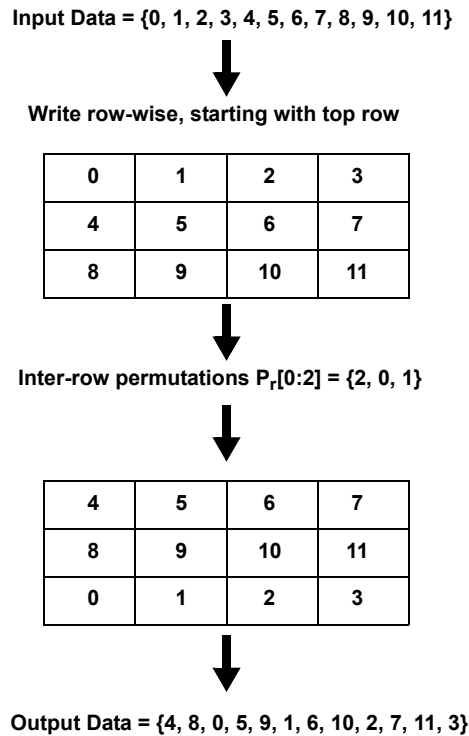 Input Data = {0, 1, 2, 3, 4, 5, 6, 7, 8, 9, 10, 11}
Write row-wise, starting with top row
0 1 2 3
4 5 6 7
8 9 10 11
Inter-row permutations Pr[0:2] = {2, 0, 1}
4 5 6 7
8 9 10 11
0 1 2 3
Output Data = {4, 8, 0, 5, 9, 1, 6, 10, 2, 7, 11, 3}